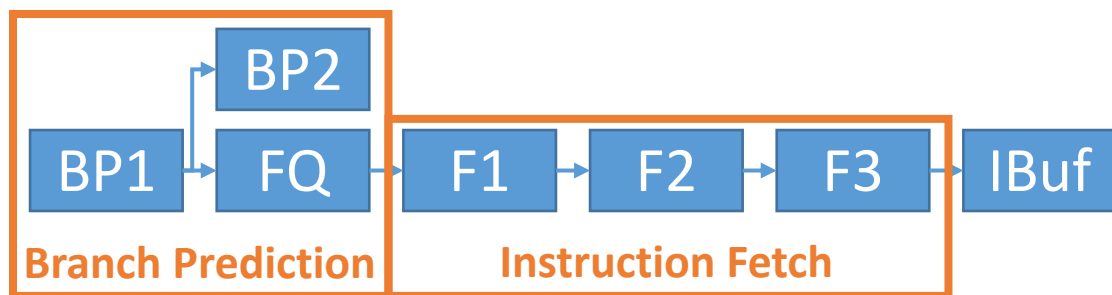 BP2
BP1 FQ F1 F2 F3 IBuf
Branch Prediction Instruction Fetch